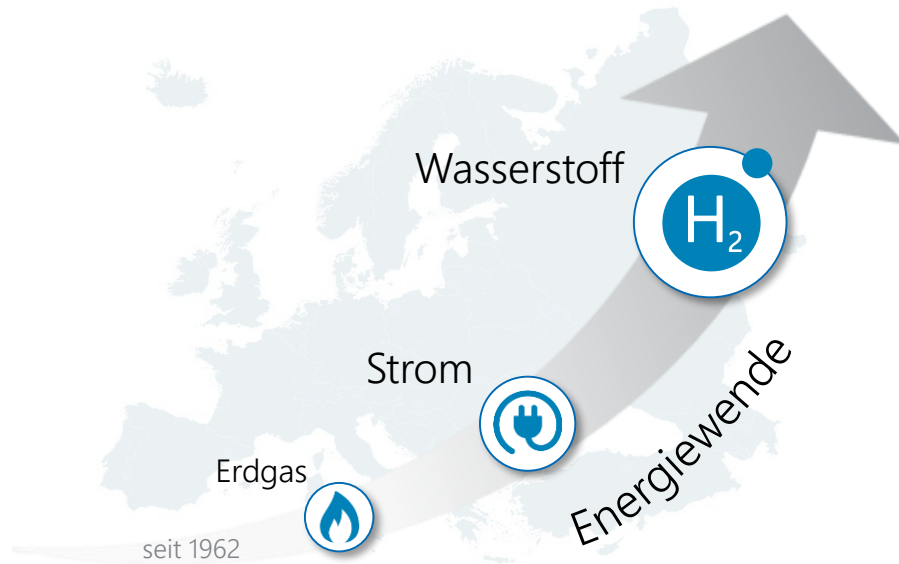 Wasserstoff
H₂
Strom
Energiewende
Erdgas
seit 1962